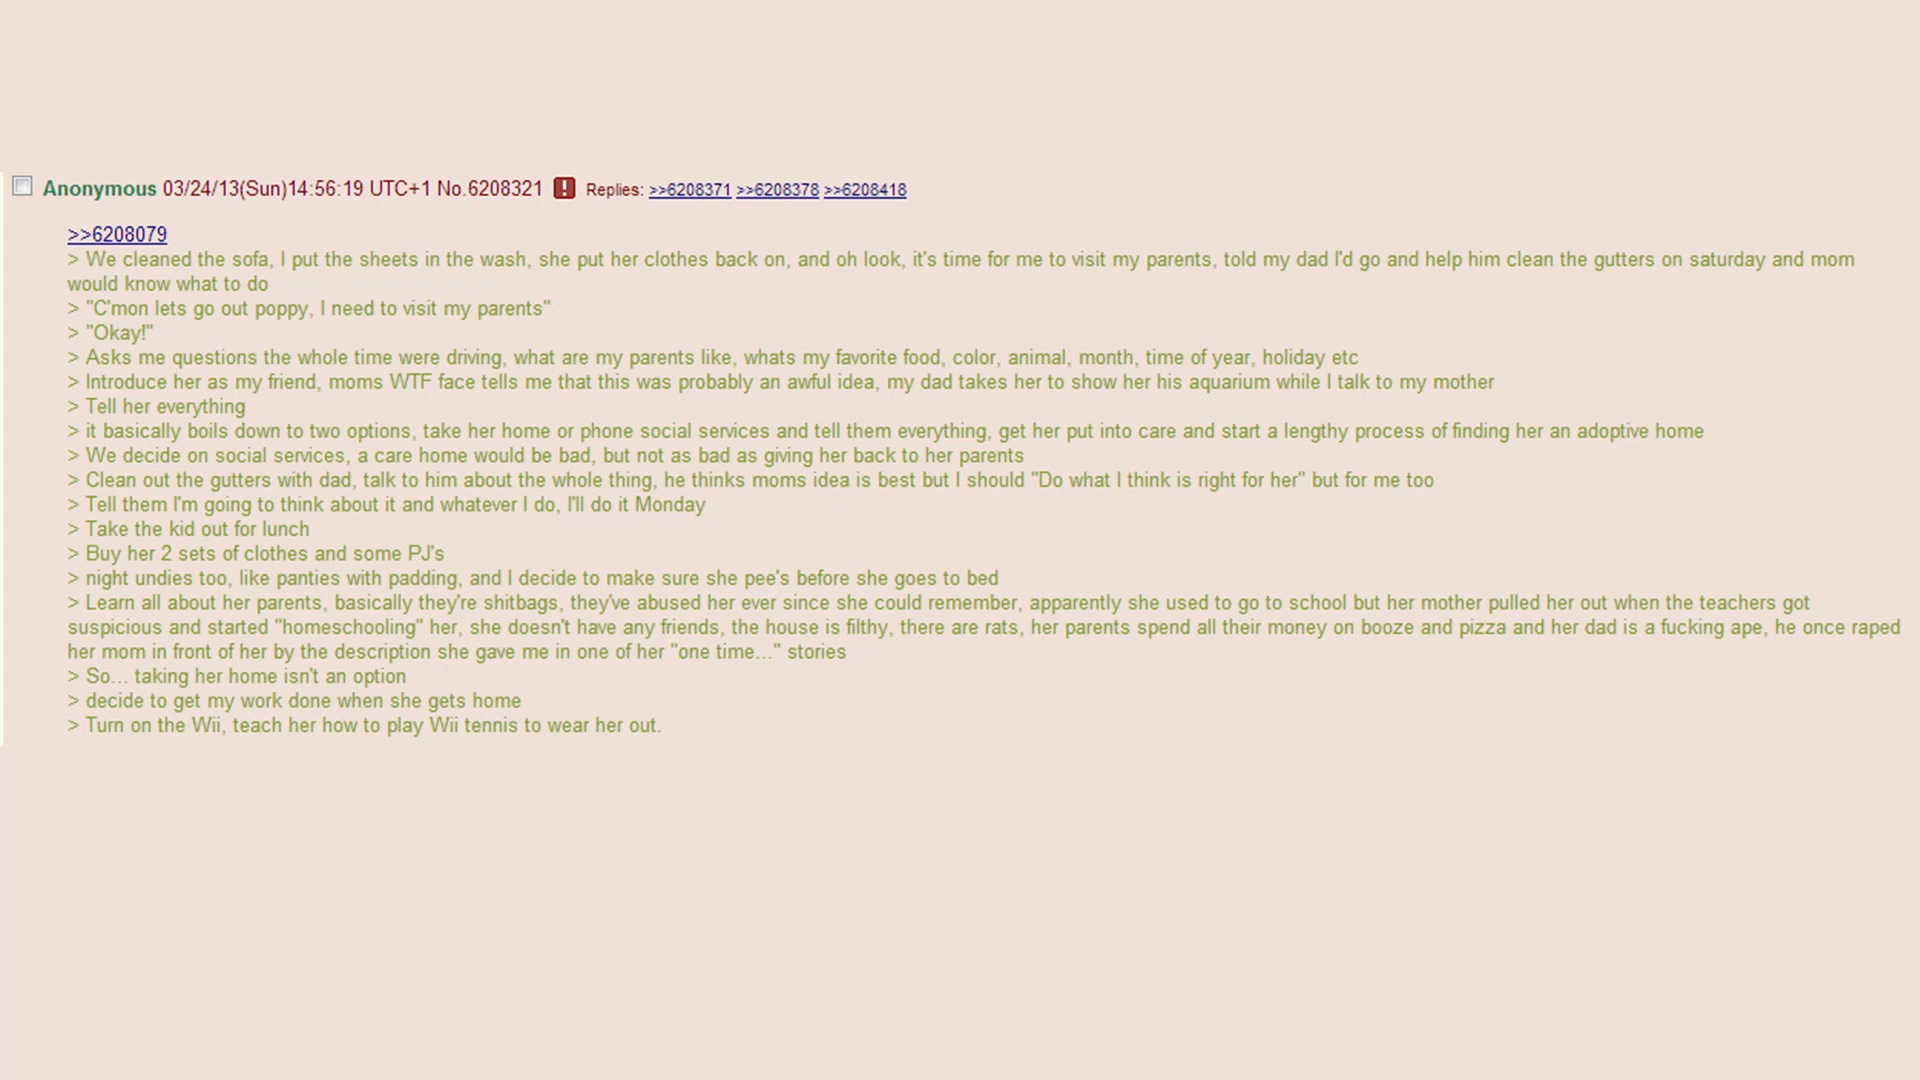 Anonymous 03/24/13(Sun)14:56:19 UTC+1 No.6208321 ! Replies: >>6208371 >>6208378 >>6208418
>>6208079
> We cleaned the sofa, I put the sheets in the wash, she put her clothes back on, and oh look, it's time for me to visit my parents, told my dad I'd go and help him clean the gutters on saturday and mom
would know what to do
> "C'mon lets go out poppy, I need to visit my parents"
> "Okay!"
> Asks me questions the whole time were driving, what are my parents like, whats my favorite food, color, animal, month, time of year, holiday etc
> Introduce her as my friend, moms WTF face tells me that this was probably an awful idea, my dad takes her to show her his aquarium while I talk to my mother
> Tell her everything
> it basically boils down to two options, take her home or phone social services and tell them everything, get her put into care and start a lengthy process of finding her an adoptive home
> We decide on social services, a care home would be bad, but not as bad as giving her back to her parents
> Clean out the gutters with dad, talk to him about the whole thing, he thinks moms idea is best but I should "Do what I think is right for her" but for me too
> Tell them I'm going to think about it and whatever I do, I'll do it Monday
> Take the kid out for lunch
> Buy her 2 sets of clothes and some PJ's
> night undies too, like panties with padding, and I decide to make sure she pee's before she goes to bed
> Learn all about her parents, basically they're shitbags, they've abused her ever since she could remember, apparently she used to go to school but her mother pulled her out when the teachers got
suspicious and started "homeschooling" her, she doesn't have any friends, the house is filthy, there are rats, her parents spend all their money on booze and pizza and her dad is a fucking ape, he once raped
her mom in front of her by the description she gave me in one of her "one time..." stories
> So... taking her home isn't an option
> decide to get my work done when she gets home
> Turn on the Wii, teach her how to play Wii tennis to wear her out.